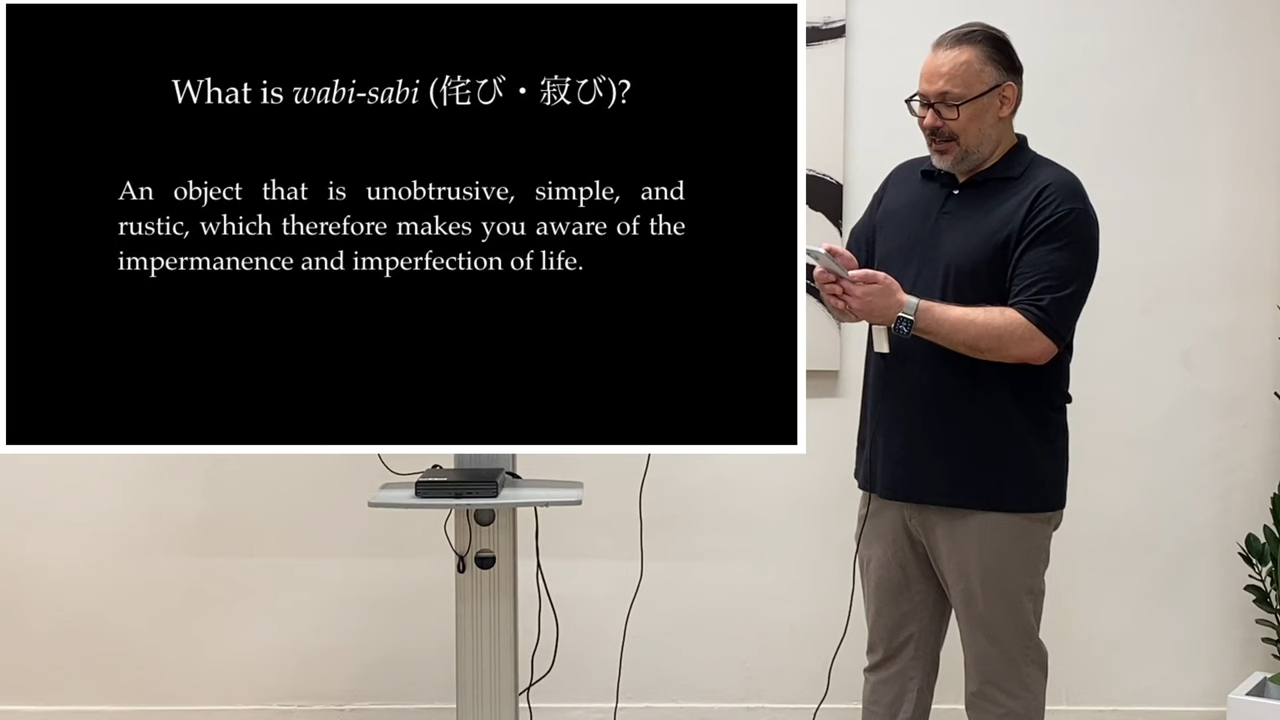 What is wabi-sabi (侘び・寂び)?
An object that is unobtrusive, simple, and
rustic, which therefore makes you aware of the
impermanence and imperfection of life.